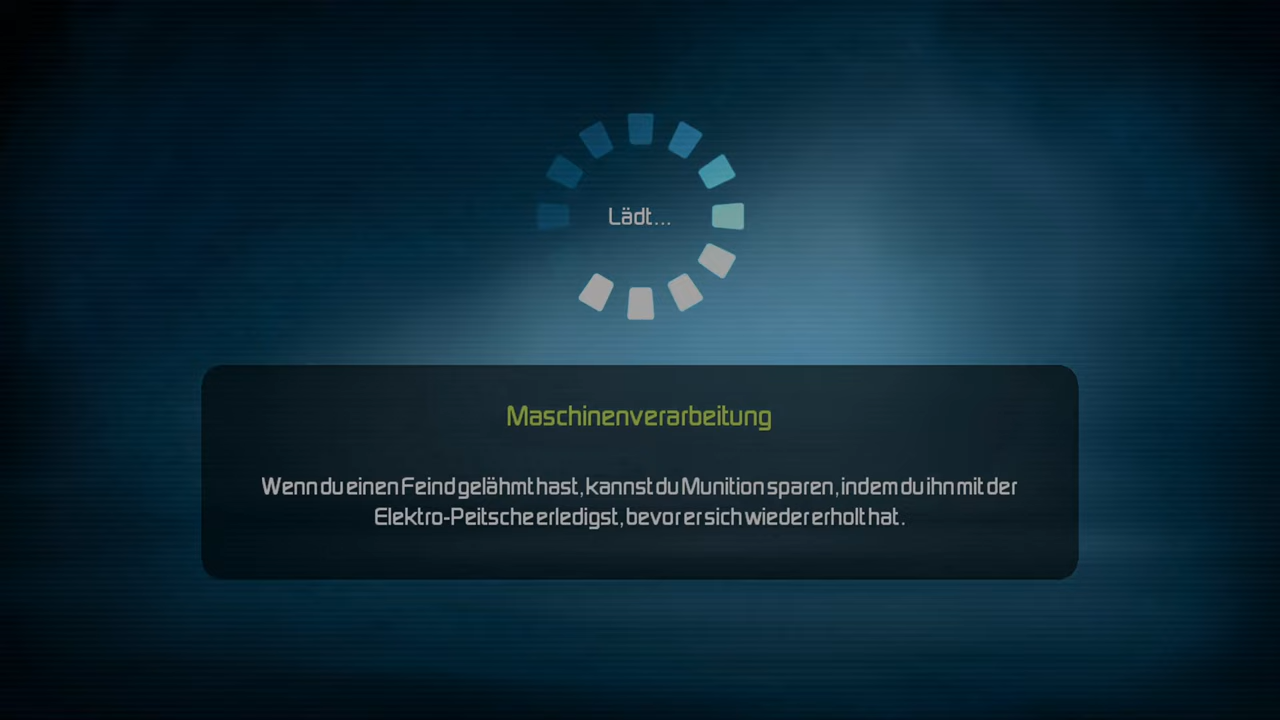 Lädt...
Maschinenverarbeitung
Wenn du einen Feind gelähmt hast, kannst du Munition sparen, indem du ihn mit der
Elektro-Peitsche erledigst, bevor er sich wieder erholt hat.